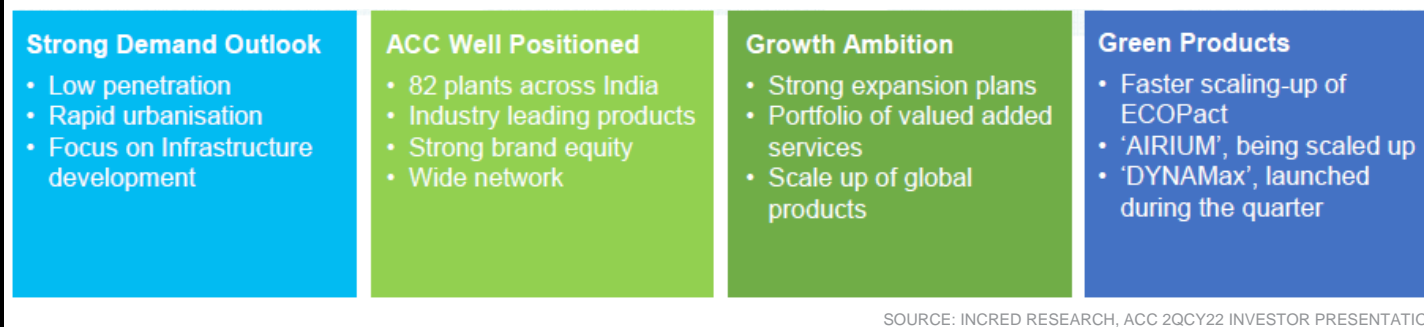 Strong Demand Outlook
• Low penetration
• Rapid urbanisation
• Focus on Infrastructure
development
ACC Well Positioned
• 82 plants across India
• Industry leading products
• Strong brand equity
• Wide network
Growth Ambition
• Strong expansion plans
• Portfolio of valued added
services
• Scale up of global
products
Green Products
• Faster scaling-up of
ECOPact
• ‘AIRIUM’, being scaled up
• ‘DYNAMax’, launched
during the quarter
SOURCE: INCRED RESEARCH, ACC 2QCY22 INVESTOR PRESENTATIO